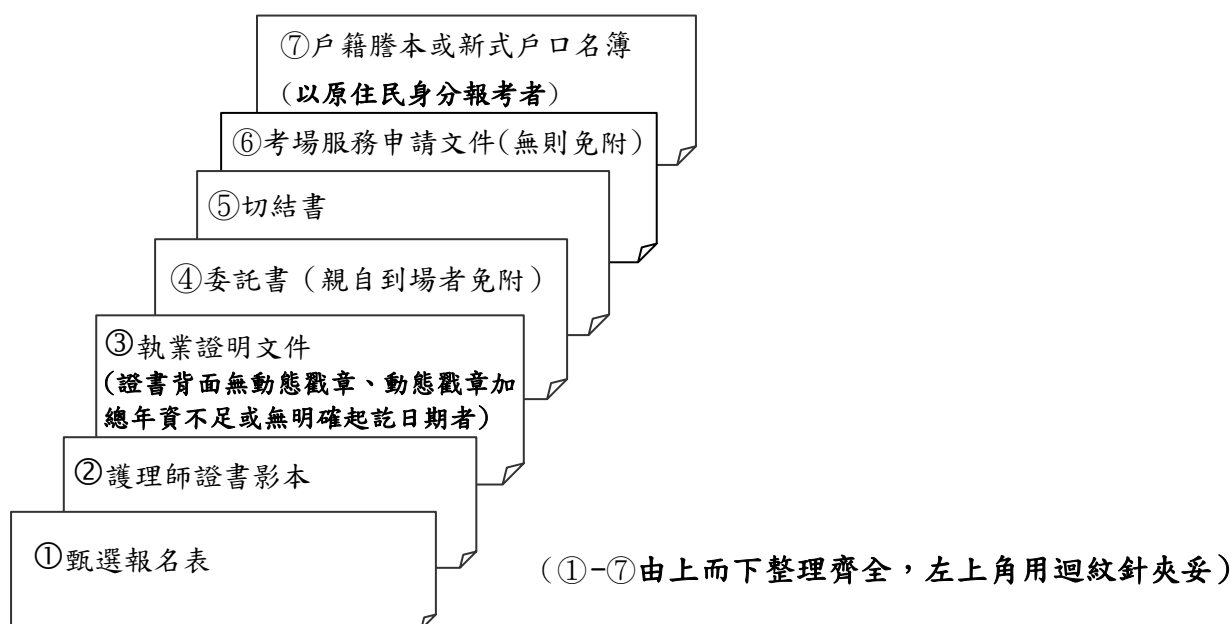 ⑦戶籍謄本或新式戶口名簿
（以原住民身分報考者）
⑥考場服務申請文件(無則免附)
⑤切結書
④委託書（親自到場者免附）
③執業證明文件
(證書背面無動態戳章、動態戳章加
總年資不足或無明確起訖日期者)
②護理師證書影本
①甄選報名表
（①-⑦由上而下整理齊全，左上角用迴紋針夾妥）